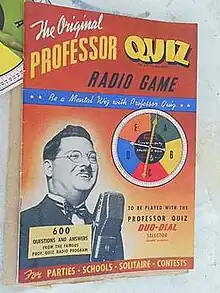 The Original
PROFESSOR QUIZ
RADIO GAME
Be a Mental Wiz with Professor Quiz
E A
D B
C
600
QUESTIONS AND ANSWERS
FROM THE FAMOUS
PROF. QUIZ RADIO PROGRAM
TO BE PLAYED WITH THE
PROFESSOR QUIZ
DUO-DIAL
SELECTOR
For PARTIES - SCHOOLS - SOLITAIRE - CONTESTS